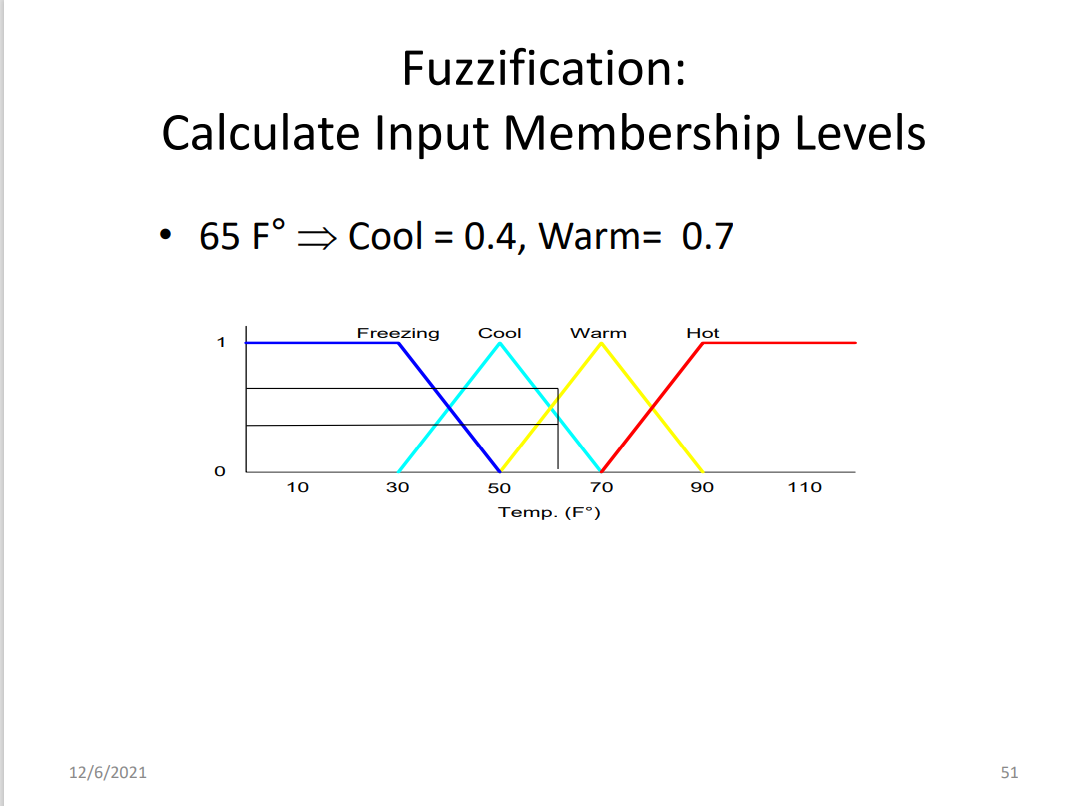 Fuzzification:
Calculate Input Membership Levels
• 65 F° ⇒ Cool = 0.4, Warm= 0.7
Freezing Cool Warm Hot
1
0
10 30 50 70 90 110
Temp. (F°)
12/6/2021 51